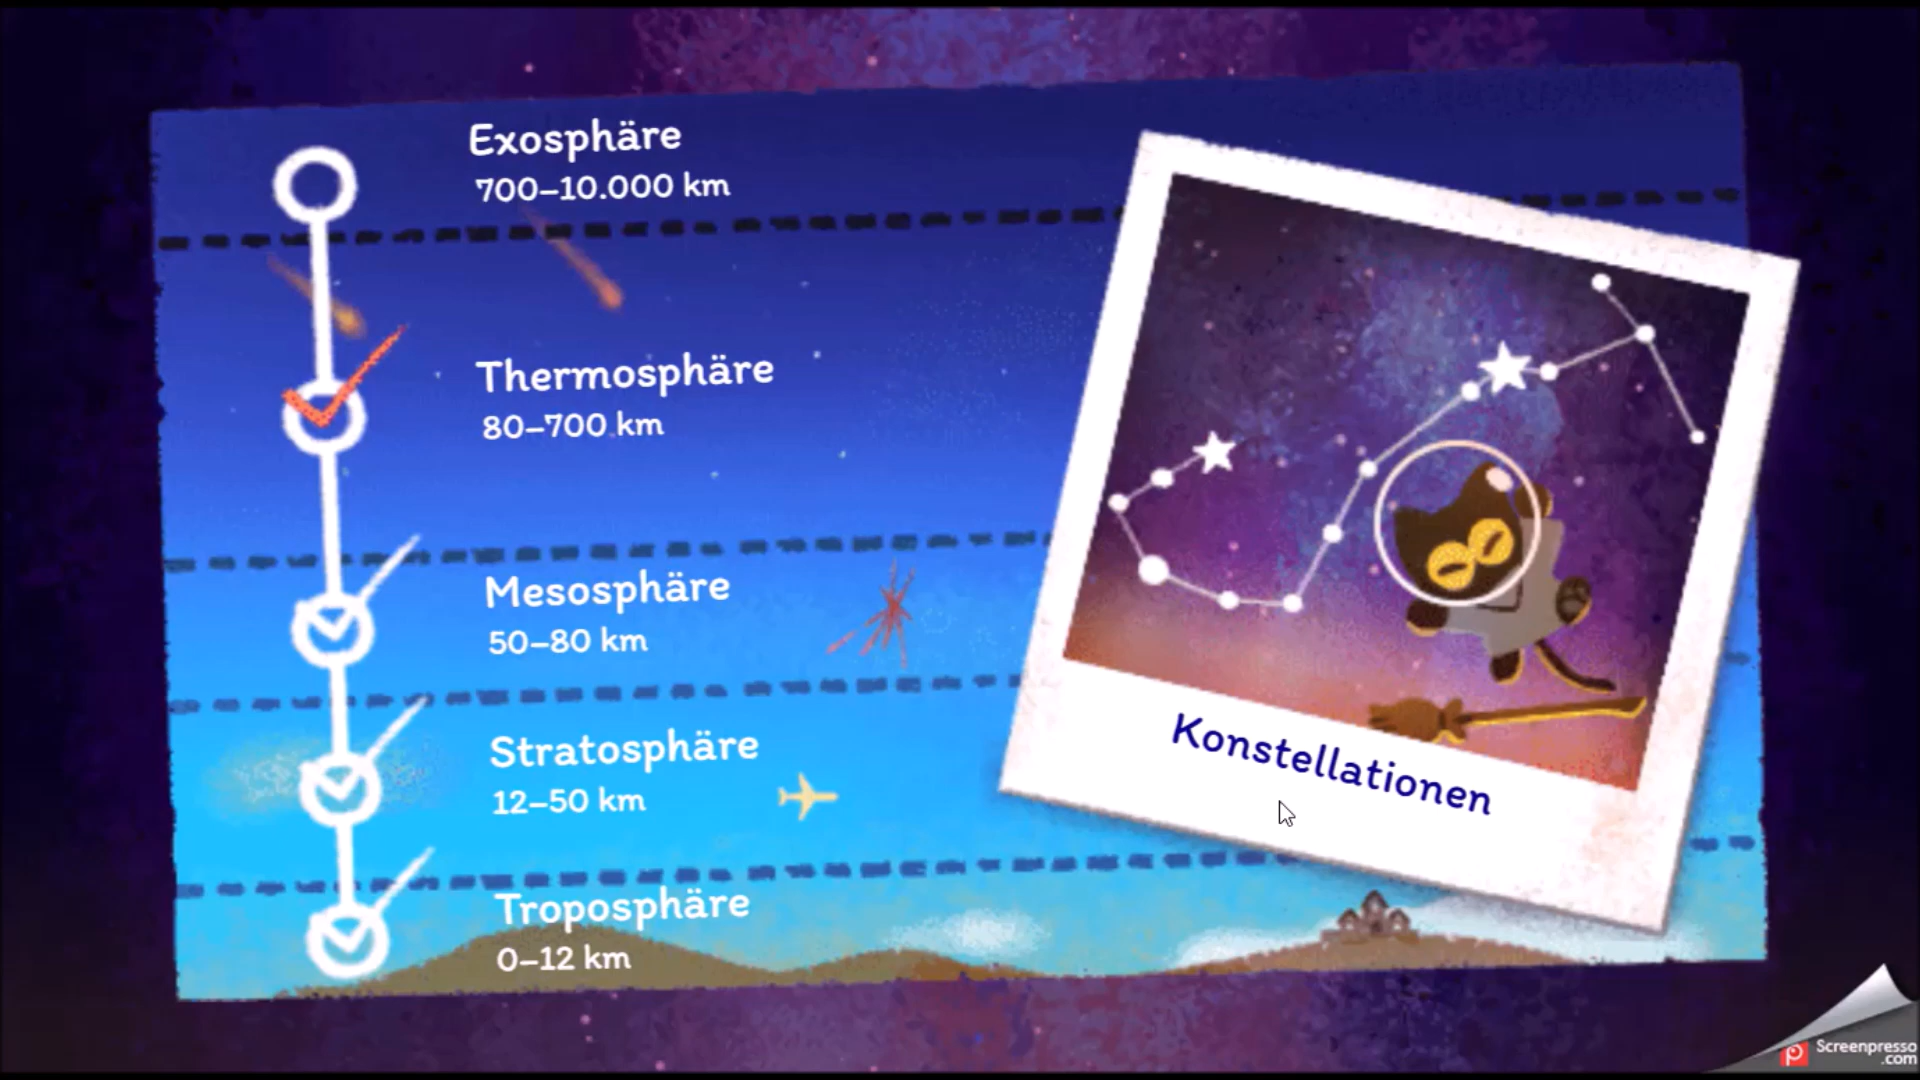 Exosphäre
700–10.000 km
Thermosphäre
80–700 km
Mesosphäre
50–80 km
Stratosphäre
12–50 km
Troposphäre
0–12 km
Konstellationen
Screenpresso
.com